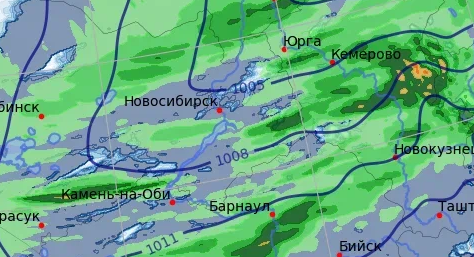 Юрга
Кемерово
1005
Новосибирск
бинск
1008
Новокузнец
Камень-на-Оби
Барнаул
Ташт
расук
1011
Бийск